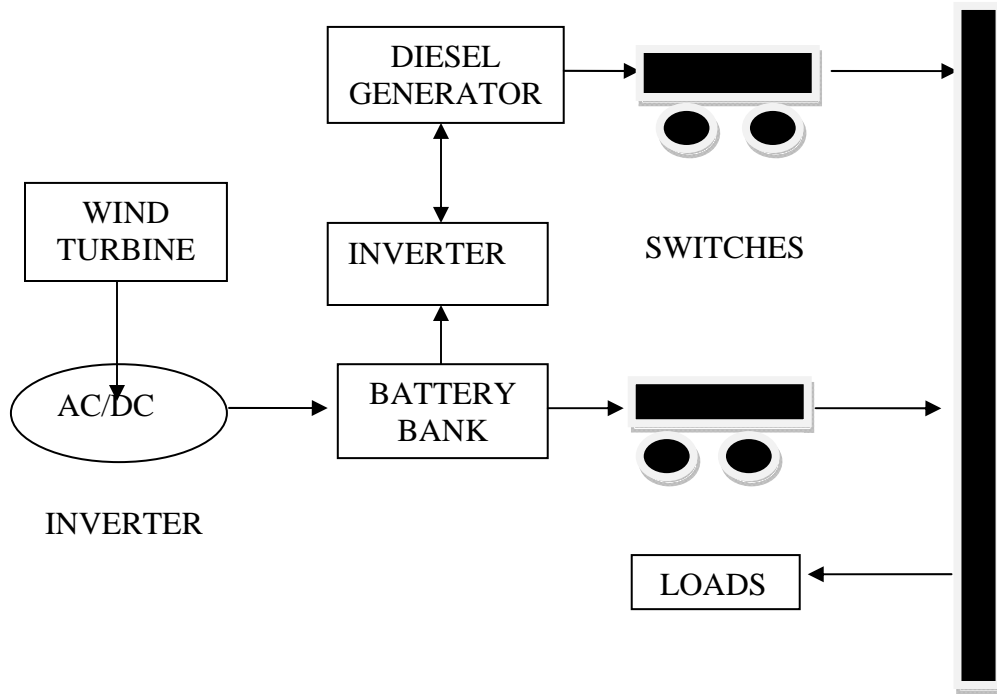 DIESEL
GENERATOR
WIND
TURBINE
INVERTER
SWITCHES
AC/DC
BATTERY
BANK
INVERTER
LOADS